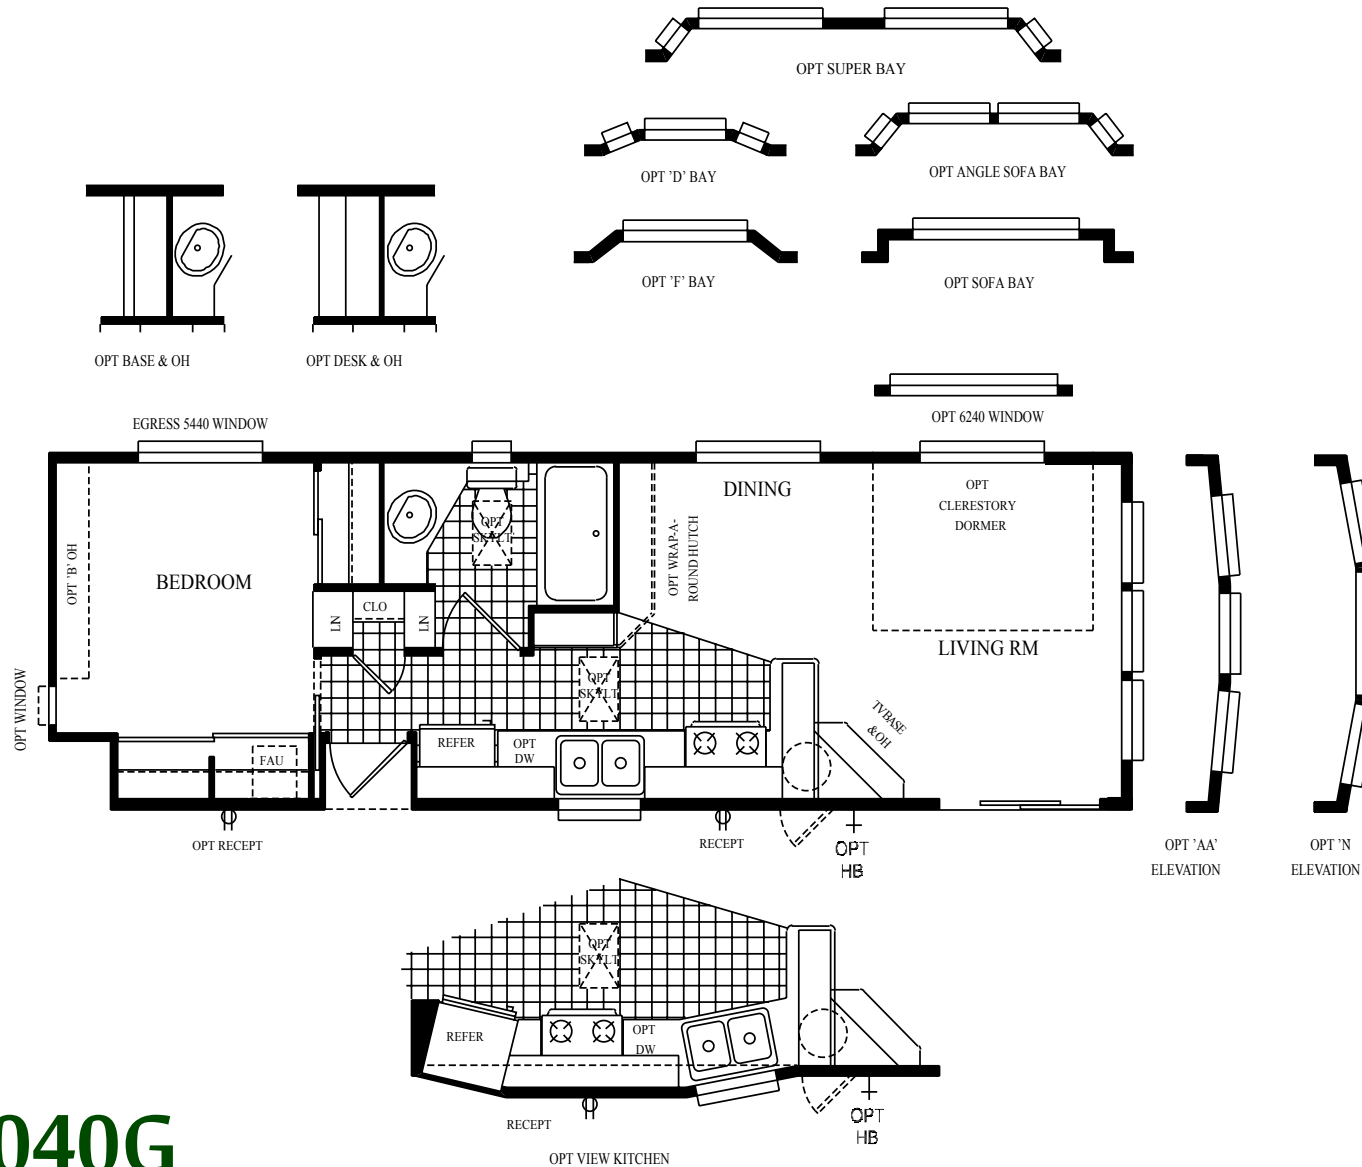 OPT SUPER BAY
OPT 'D' BAY
OPT ANGLE SOFA BAY
OPT 'F' BAY
OPT SOFA BAY
OPT BASE & OH
OPT DESK & OH
OPT 6240 WINDOW
EGRESS 5440 WINDOW
OPT
CLERESTORY
DORMER
DINING
OPT
SKYLT
OPT WRAP-A-
ROUND HUTCH
OPT 'B' OH
BEDROOM
LN
CLO
LN
LIVING RM
OPT
SKYLT
OPT WINDOW
TVBASE
&OH
REFER
OPT
DW
FAU
OPT RECEPT
RECEPT
OPT
HB
OPT 'AA'
ELEVATION
OPT 'N
ELEVATION
OPT
SKYLT
REFER
OPT
DW
RECEPT
OPT
HB
OPT VIEW KITCHEN
040G